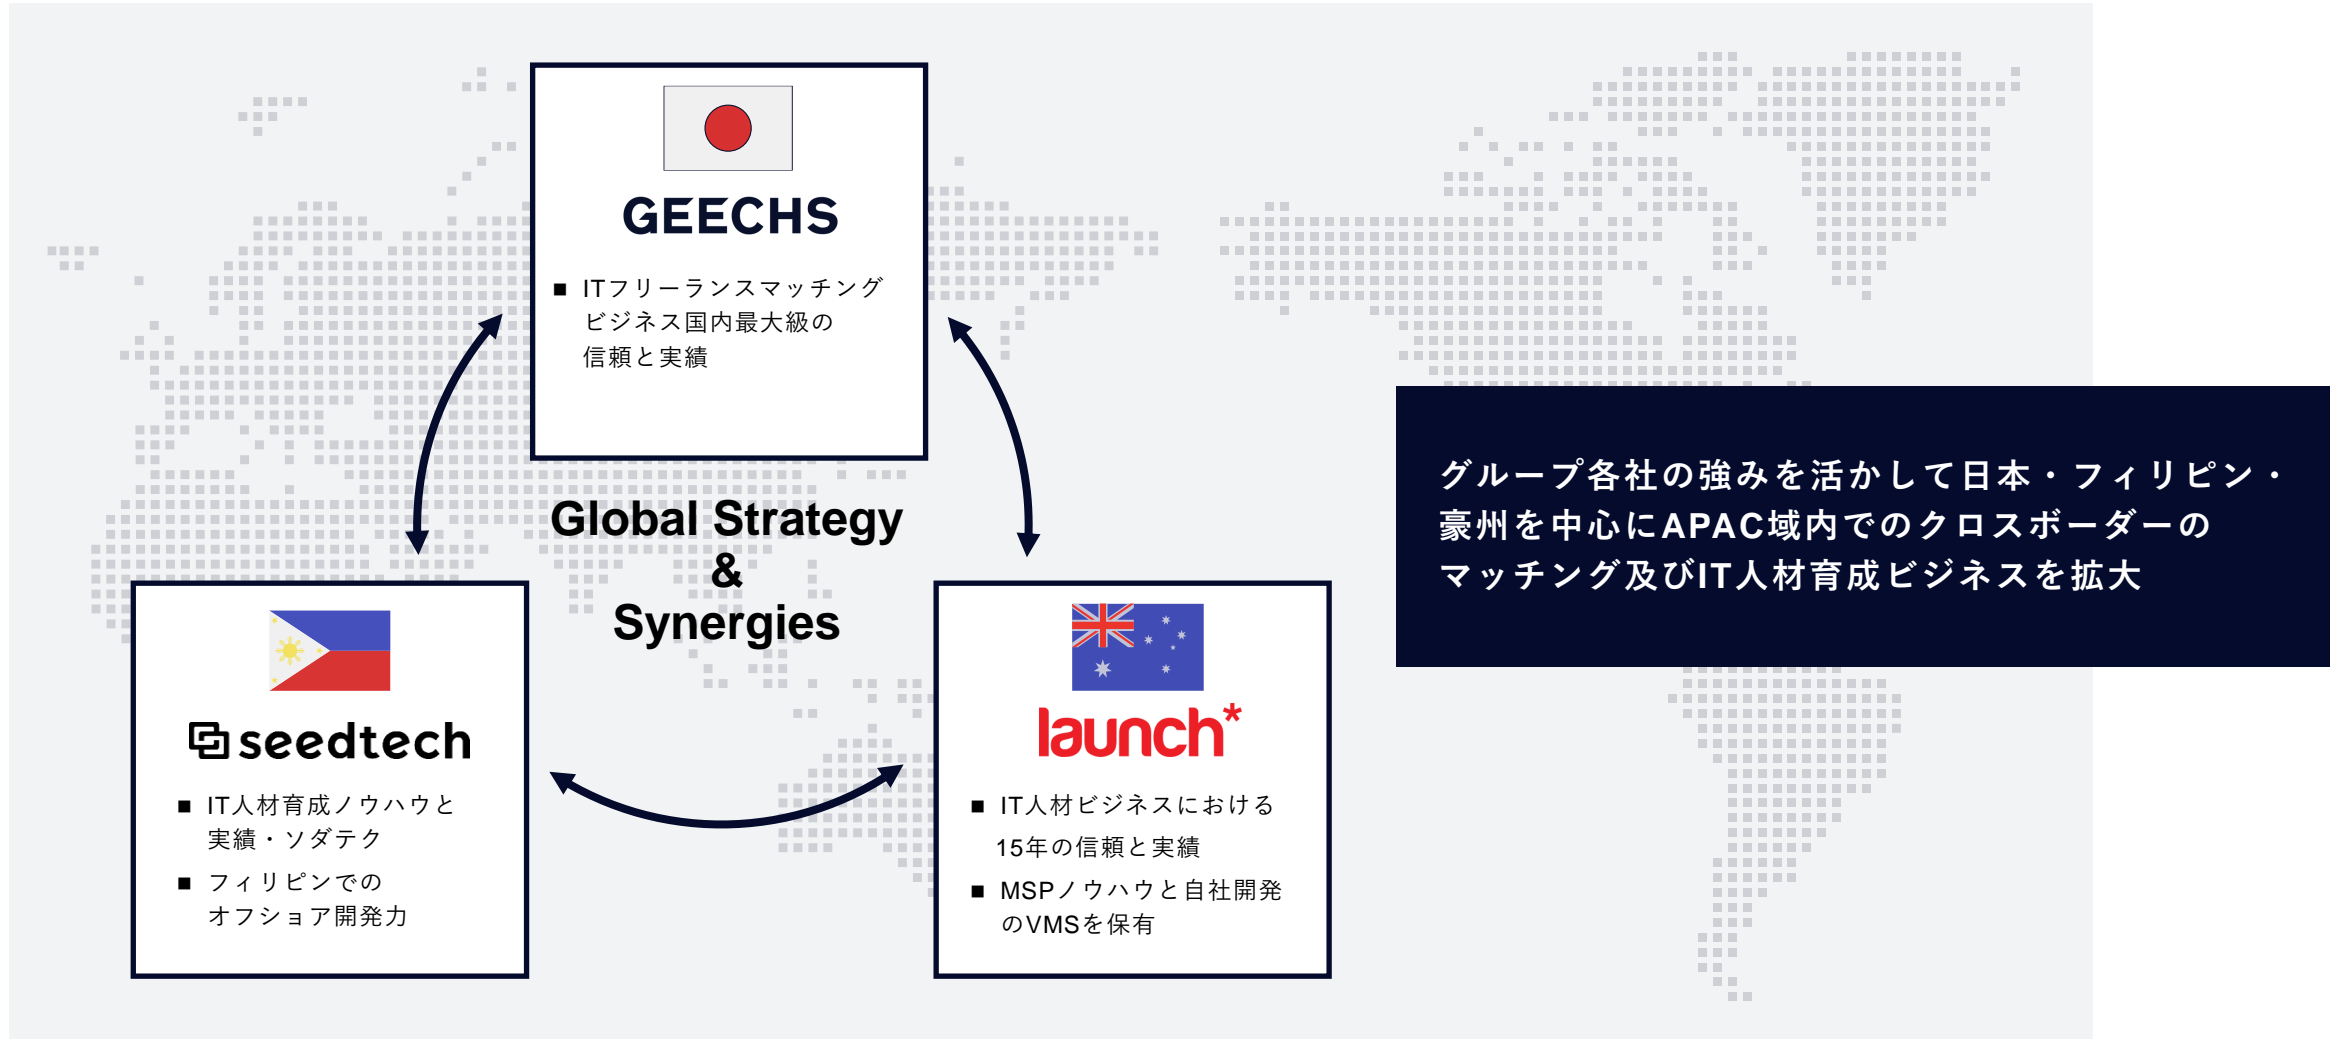 GEECHS
■ ITフリーランスマッチング
ビジネス国内最大級の
信頼と実績
Global Strategy
&
Synergies
seedtech
■ IT人材育成ノウハウと
実績・ソダテク
■ フィリピンでの
オフショア開発力
launch*
■ IT人材ビジネスにおける
15年の信頼と実績
■ MSPノウハウと自社開発
のVMSを保有
グループ各社の強みを活かして日本・フィリピン・
豪州を中心にAPAC域内でのクロスボーダーの
マッチング及びIT人材育成ビジネスを拡大